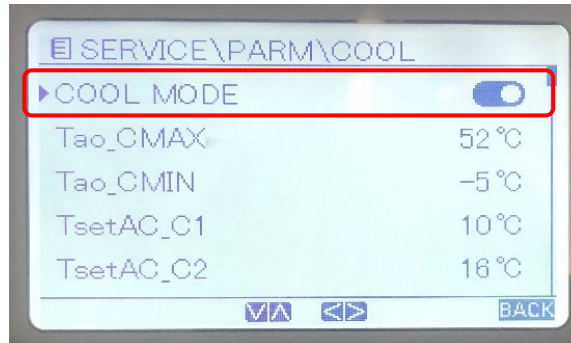 SERVICE\PARM\COOL
COOL MODE
Tao_CMAX 52℃
Tao_CMIN -5℃
TsetAC_C1 10℃
TsetAC_C2 16℃
BACK